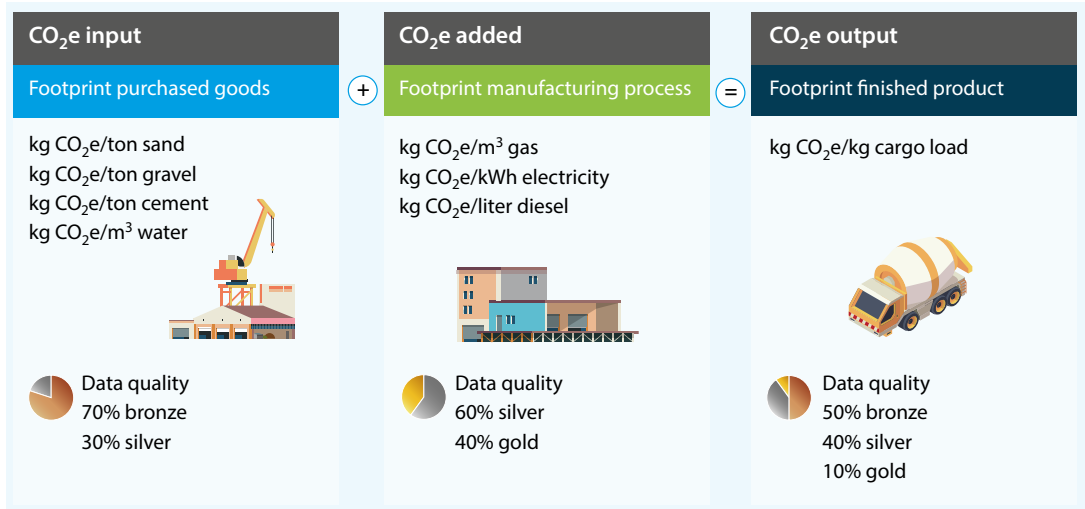 CO₂e input
Footprint purchased goods
kg CO₂e/ton sand
kg CO₂e/ton gravel
kg CO₂e/ton cement
kg CO₂e/m³ water
Data quality
70% bronze
30% silver
+
CO₂e added
Footprint manufacturing process
kg CO₂e/m³ gas
kg CO₂e/kWh electricity
kg CO₂e/liter diesel
Data quality
60% silver
40% gold
=
CO₂e output
Footprint finished product
kg CO₂e/kg cargo load
Data quality
50% bronze
40% silver
10% gold